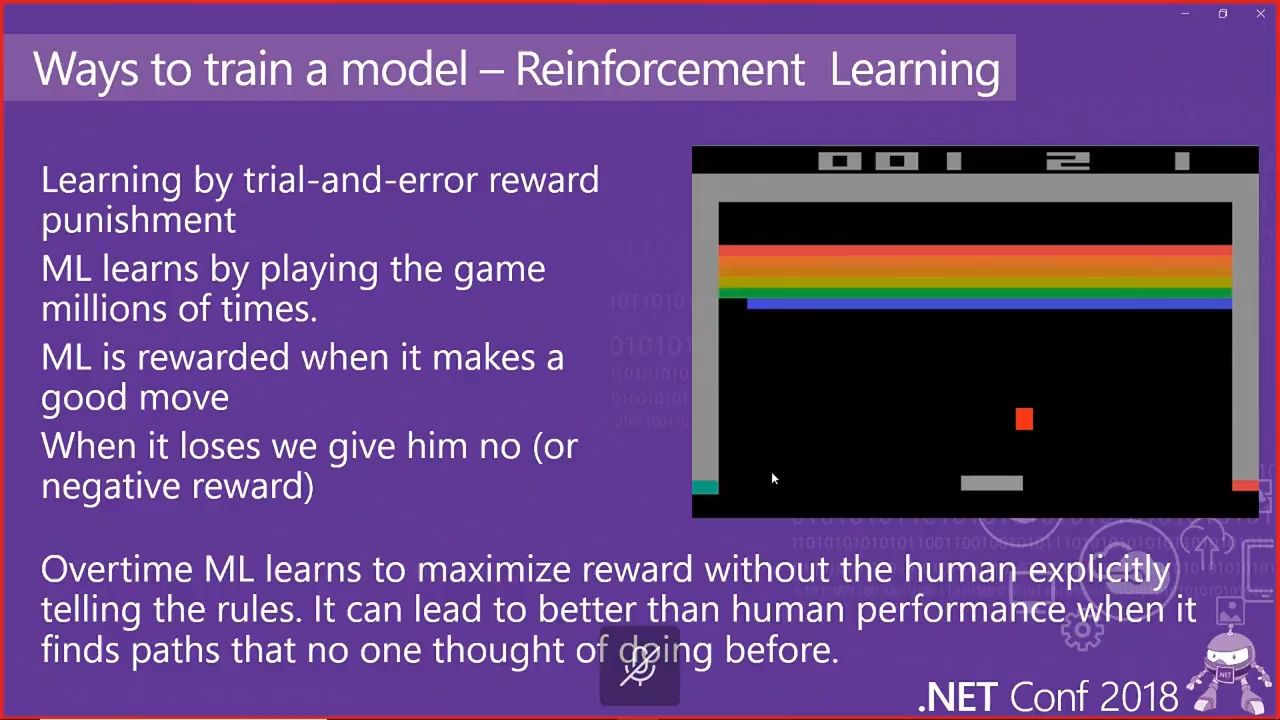 Ways to train a model – Reinforcement Learning
001 2 1
Learning by trial-and-error reward
punishment
ML learns by playing the game
millions of times.
ML is rewarded when it makes a
good move
When it loses we give him no (or
negative reward)
Overtime ML learns to maximize reward without the human explicitly
telling the rules. It can lead to better than human performance when it
finds paths that no one thought of doing before.
.NET Conf 2018
.NET